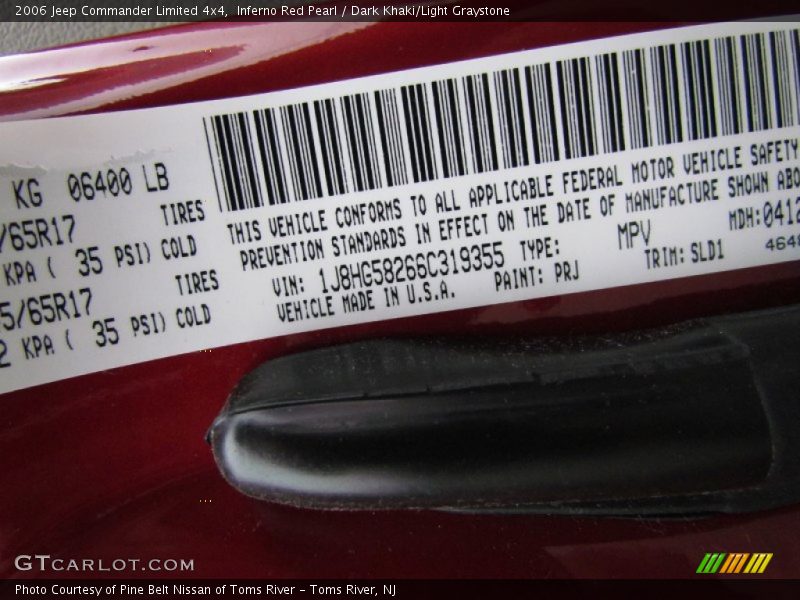 2006 Jeep Commander Limited 4x4,  Inferno Red Pearl / Dark Khaki/Light Graystone
KG 06400 LB
/65R17 TIRES
KPA ( 35 PSI) COLD
5/65R17 TIRES
2 KPA ( 35 PSI) COLD
THIS VEHICLE CONFORMS TO ALL APPLICABLE FEDERAL MOTOR VEHICLE SAFETY
PREVENTION STANDARDS IN EFFECT ON THE DATE OF MANUFACTURE SHOWN ABO
VIN: 1J8HG58266C319355 TYPE: MPV MDH: 0412
VEHICLE MADE IN U.S.A. PAINT: PRJ TRIM: SLD1 4648
GTCARLOT.COM
Photo Courtesy of Pine Belt Nissan of Toms River – Toms River, NJ